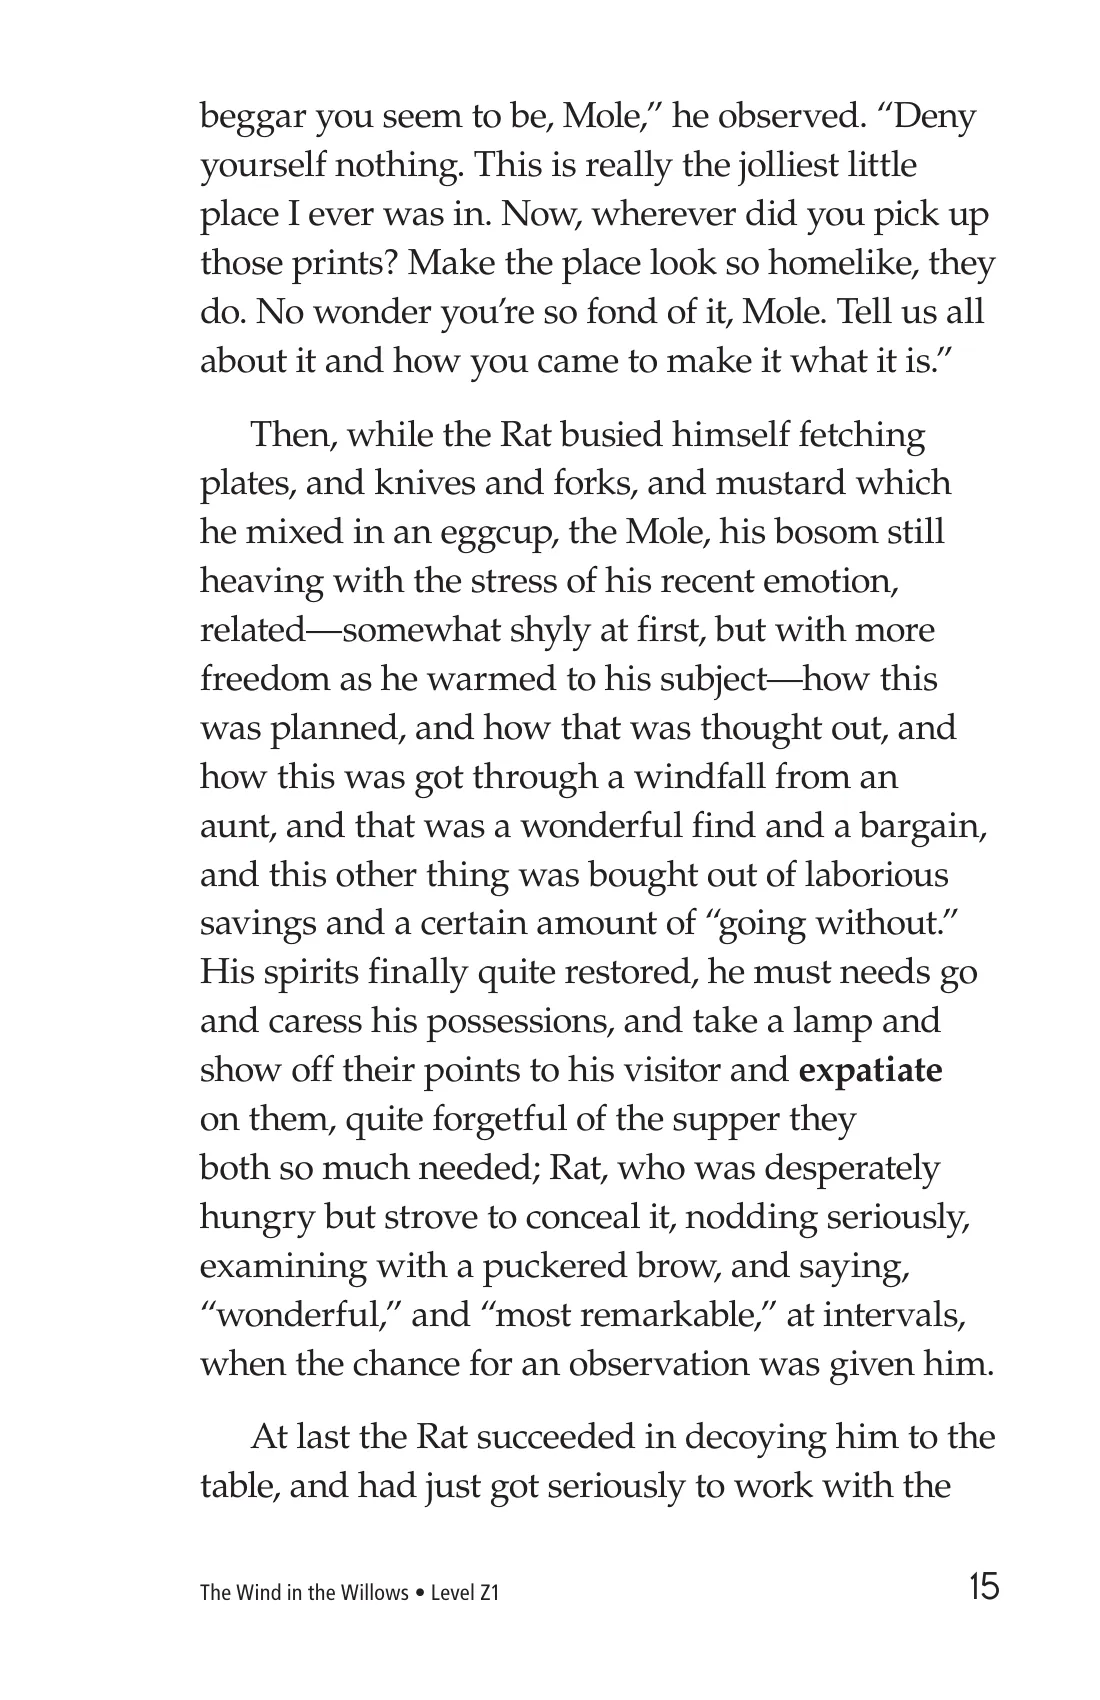 beggar you seem to be, Mole,” he observed. “Deny
yourself nothing. This is really the jolliest little
place I ever was in. Now, wherever did you pick up
those prints? Make the place look so homelike, they
do. No wonder you’re so fond of it, Mole. Tell us all
about it and how you came to make it what it is.”
Then, while the Rat busied himself fetching
plates, and knives and forks, and mustard which
he mixed in an eggcup, the Mole, his bosom still
heaving with the stress of his recent emotion,
related—somewhat shyly at first, but with more
freedom as he warmed to his subject—how this
was planned, and how that was thought out, and
how this was got through a windfall from an
aunt, and that was a wonderful find and a bargain,
and this other thing was bought out of laborious
savings and a certain amount of “going without.”
His spirits finally quite restored, he must needs go
and caress his possessions, and take a lamp and
show off their points to his visitor and expatiate
on them, quite forgetful of the supper they
both so much needed; Rat, who was desperately
hungry but strove to conceal it, nodding seriously,
examining with a puckered brow, and saying,
“wonderful,” and “most remarkable,” at intervals,
when the chance for an observation was given him.
At last the Rat succeeded in decoying him to the
table, and had just got seriously to work with the
The Wind in the Willows • Level Z1
15